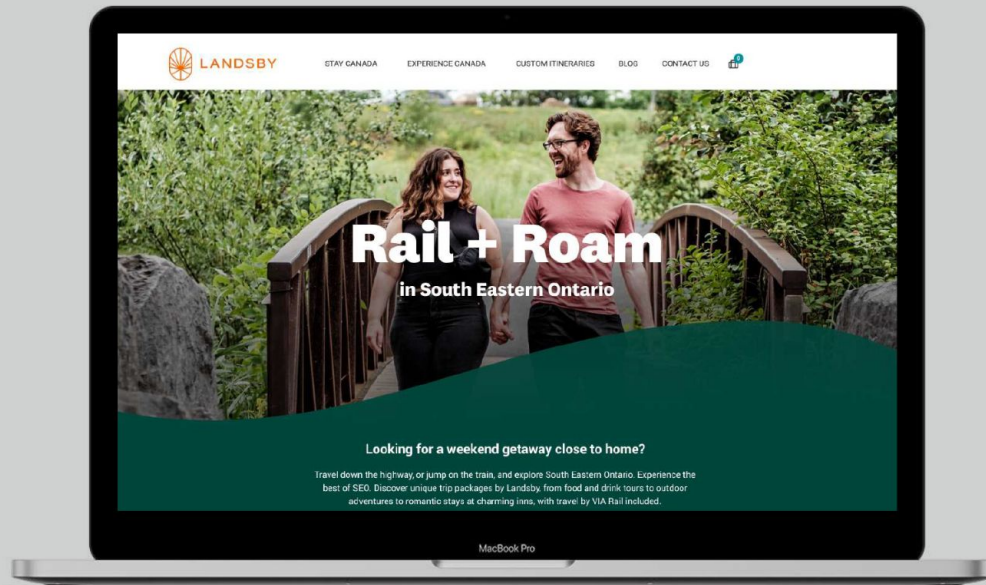 LANDSBY
STAY CANADA EXPERIENCE CANADA CUSTOM ITINERARIES BLOG CONTACT US 0
Rail + Roam
in South Eastern Ontario
Looking for a weekend getaway close to home?
Travel down the highway, or jump on the train, and explore South Eastern Ontario. Experience the
best of SEO. Discover unique trip packages by Landsby, from food and drink tours to outdoor
adventures to romantic stays at charming inns, with travel by VIA Rail included.
MacBook Pro